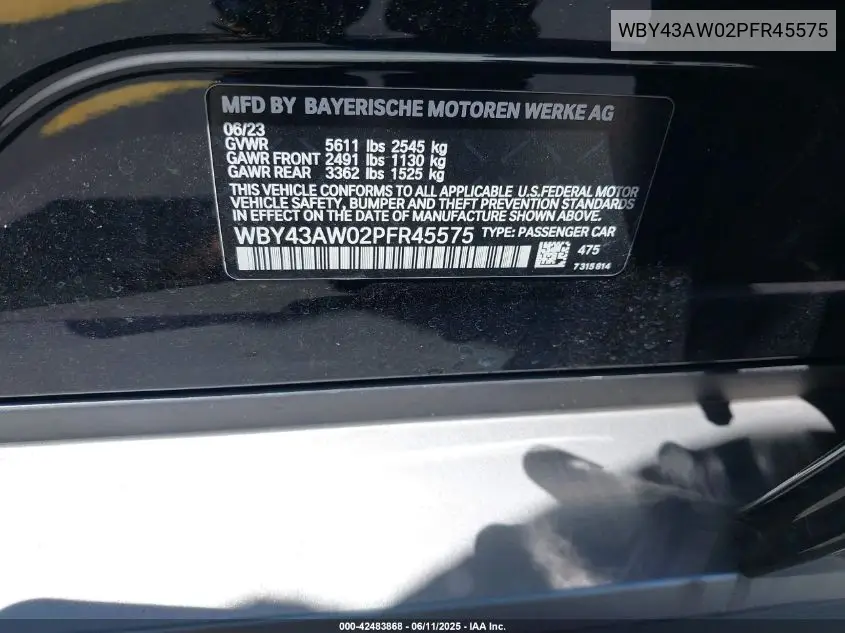 WBY43AW02PFR45575
MFD BY BAYERISCHE MOTOREN WERKE AG
06/23
GVWR 5611 lbs 2545 kg
GAWR FRONT 2491 lbs 1130 kg
GAWR REAR 3362 lbs 1525 kg
THIS VEHICLE CONFORMS TO ALL APPLICABLE U.S.FEDERAL MOTOR
VEHICLE SAFETY, BUMPER AND THEFT PREVENTION STANDARDS
IN EFFECT ON THE DATE OF MANUFACTURE SHOWN ABOVE.
WBY43AW02PFR45575 TYPE: PASSENGER CAR
475
7315814
000-42483868 - 06/11/2025 - IAA Inc.